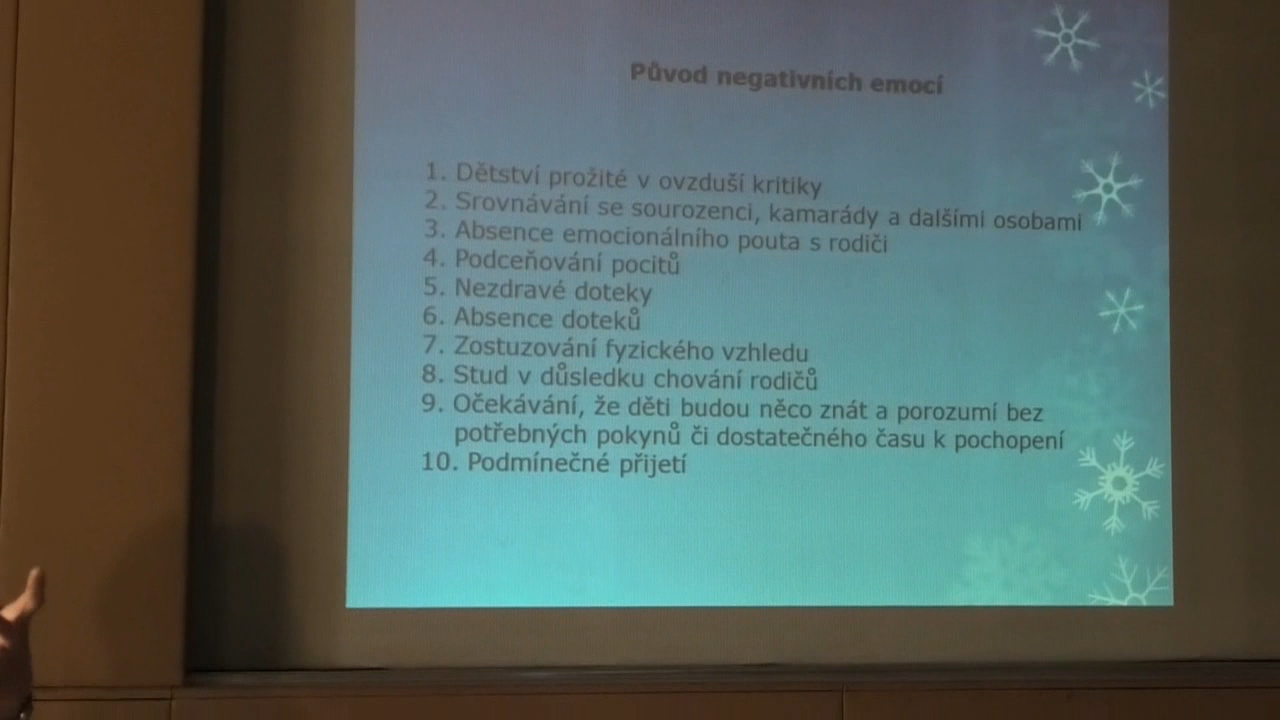 Původ negativních emocí
1. Dětství prožité v ovzduší kritiky
2. Srovnávání se sourozenci, kamarády a dalšími osobami
3. Absence emocionálního pouta s rodiči
4. Podceňování pocitů
5. Nezdravé doteky
6. Absence doteků
7. Zostuzování fyzického vzhledu
8. Stud v důsledku chování rodičů
9. Očekávání, že děti budou něco znát a porozumí bez
potřebných pokynů či dostatečného času k pochopení
10. Podmínečné přijetí